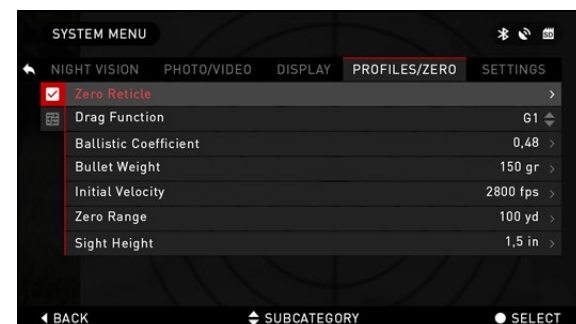 SYSTEM MENU
SD
NIGHT VISION PHOTO/VIDEO DISPLAY PROFILES/ZERO SETTINGS
Zero Reticle
Drag Function G1
Ballistic Coefficient 0,48
Bullet Weight 150 gr
Initial Velocity 2800 fps
Zero Range 100 yd
Sight Height 1,5 in
BACK SUBCATEGORY SELECT